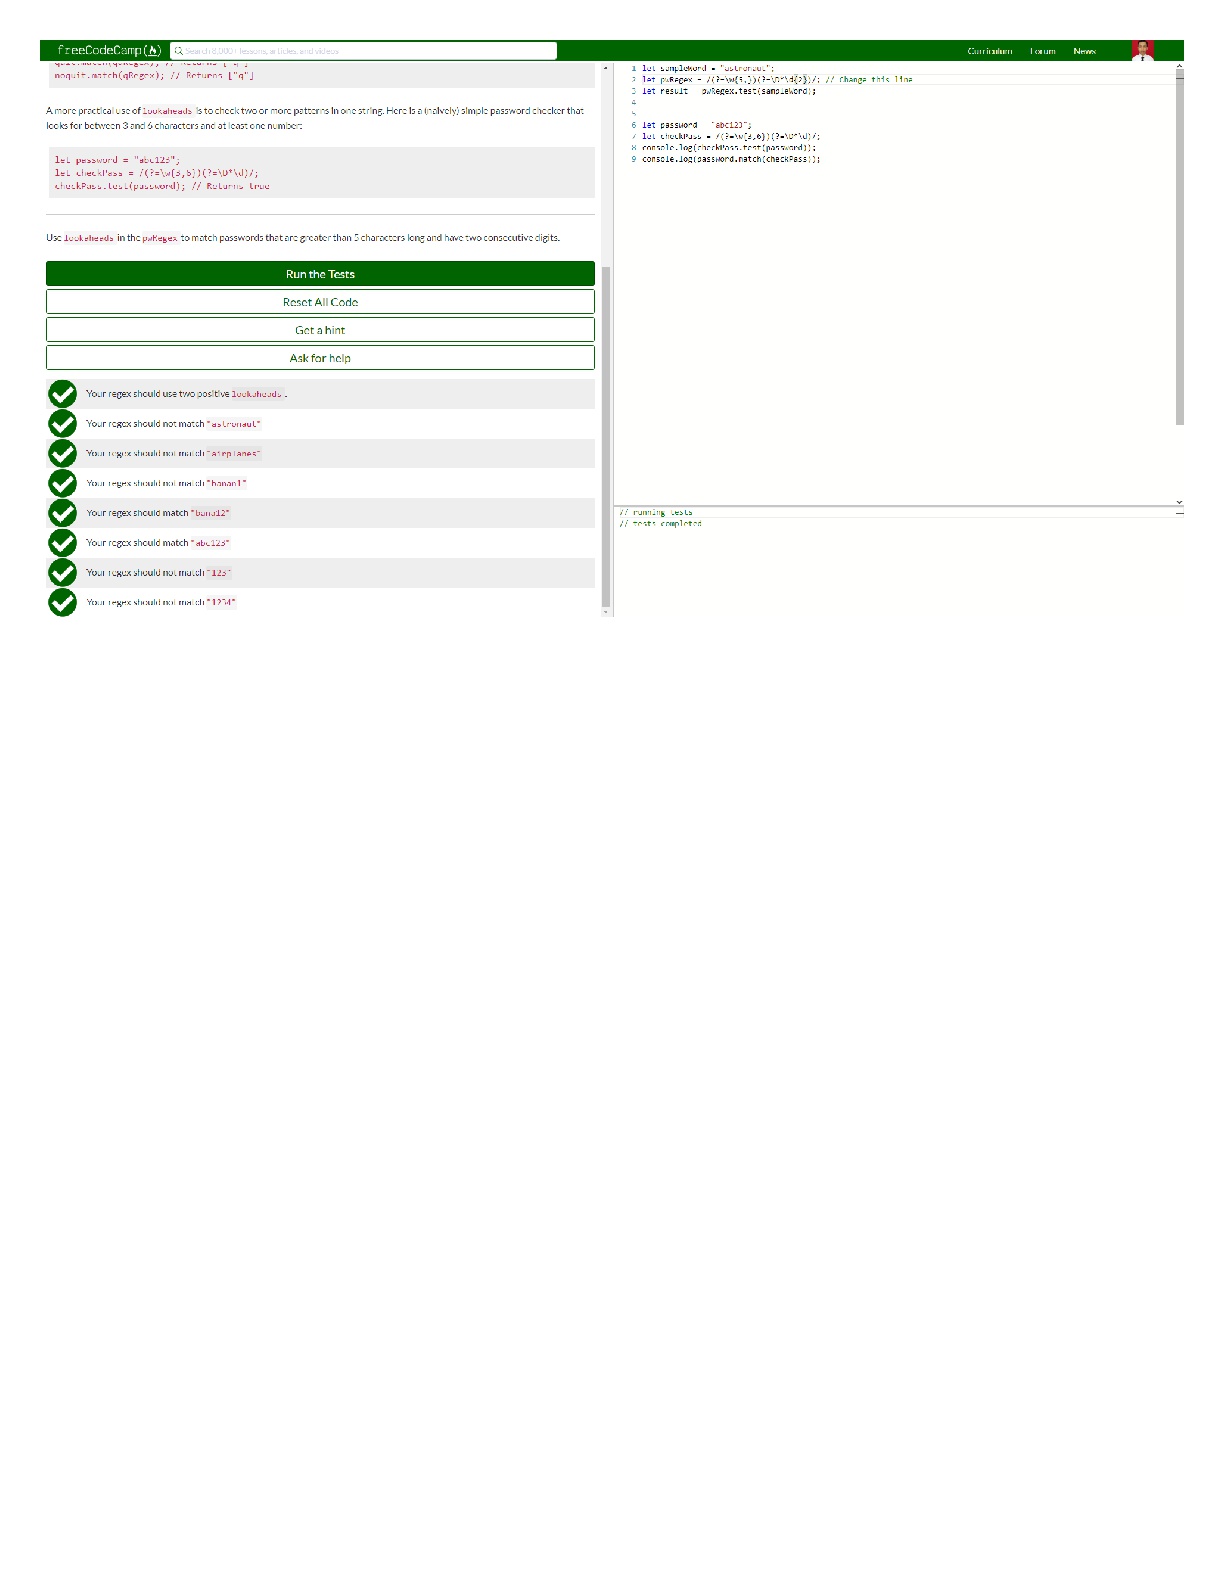 freeCodeCamp
Search 8,000+ lessons, articles, and videos
Curriculum Forum News
noquit.match(qRegex); // Returns ["q"]
A more practical use of lookaheads is to check two or more patterns in one string. Here is a (naively) simple password checker that
looks for between 3 and 6 characters and at least one number:
let password = "abc123";
let checkPass = /(?=\w{3,6})(?=\D*\d)/;
checkPass.test(password); // Returns true
Use lookaheads in the pwRegex to match passwords that are greater than 5 characters long and have two consecutive digits.
Run the Tests
Reset All Code
Get a hint
Ask for help
Your regex should use two positive lookaheads .
Your regex should not match "astronaut"
Your regex should not match "airplanes"
Your regex should not match "banan1"
Your regex should match "bana12"
Your regex should match "abc123"
Your regex should not match "123"
Your regex should not match "1234"
1 let sampleWord = "astronaut";
2 let pwRegex = // Change this line
3 let result = pwRegex.test(sampleWord);
4
5
6 let password = "abc123";
7 let checkPass = /(?=\w{3,6})(?=\D*\d)/;
8 console.log(checkPass.test(password));
9 console.log(password.match(checkPass));
// running tests
// tests completed